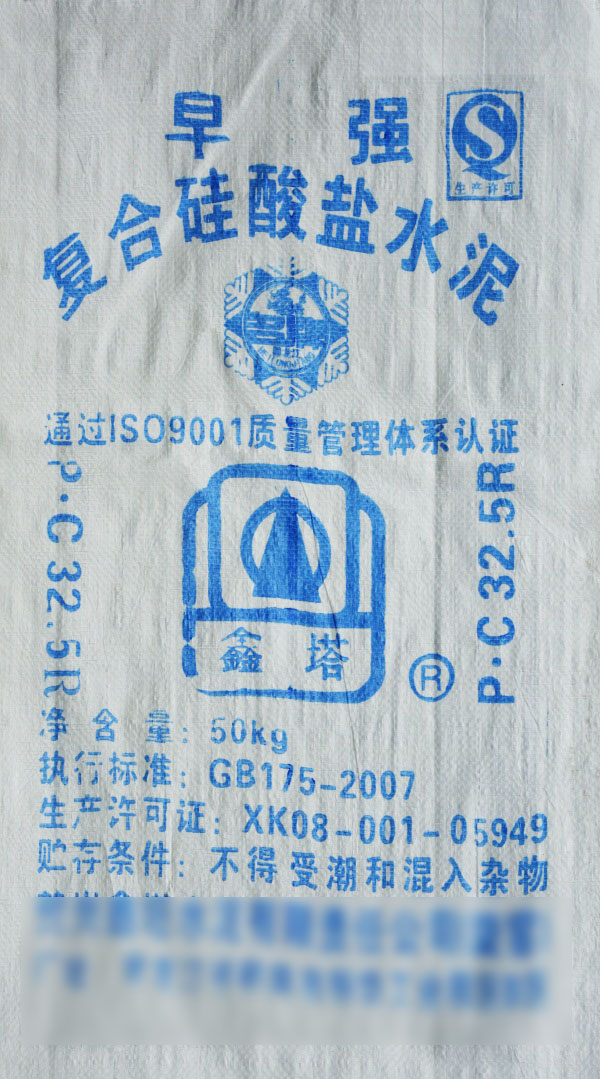 早 强
生产许可
复合硅酸盐水泥
通过ISO9001质量管理体系认证
P·C 32.5R
P·C 32.5R
鑫 塔
®
净含量：50kg
执行标准：GB175-2007
生产许可证：XK08-001-05949
贮存条件：不得受潮和混入杂物